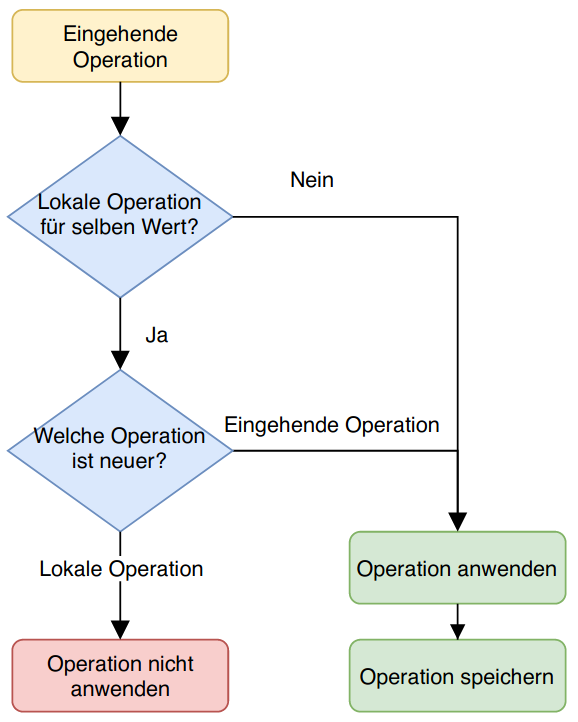 Eingehende
Operation
Nein
Lokale Operation
für selben Wert?
Ja
Eingehende Operation
Welche Operation
ist neuer?
Lokale Operation
Operation anwenden
Operation nicht
anwenden
Operation speichern